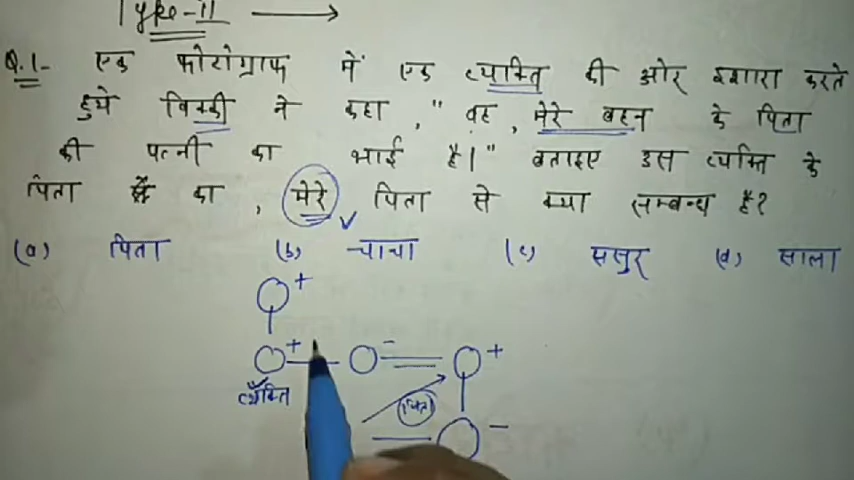 Type-II
Q.1- एक फोटोग्राफ में एक व्यक्ति की ओर इशारा करते
हुये विक्की ने कहा, "वह, मेरे बहन के पिता
की पत्नी का भाई है।" बताइए उस व्यक्ति के
पिता का, मेरे पिता से क्या सम्बन्ध है?
(a) पिता (b) चाचा (c) ससुर (d) साला
+
+ - +
व्यक्ति (पिता)
-